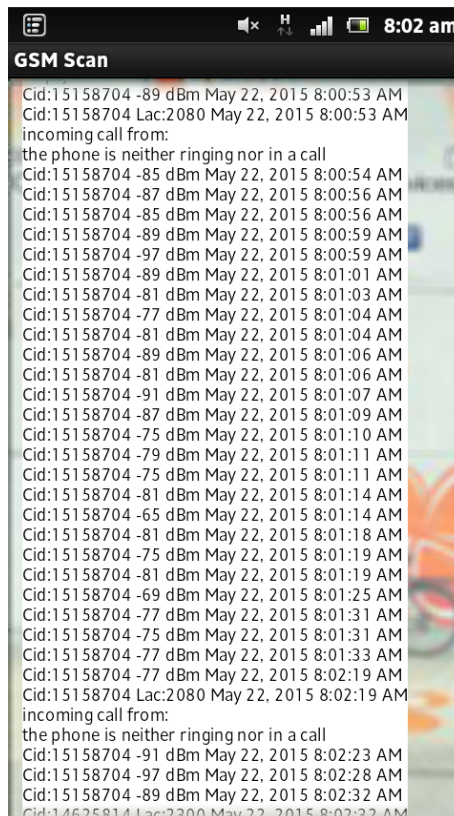 H
8:02 am
GSM Scan
Cid:15158704 -89 dBm May 22, 2015 8:00:53 AM
Cid:15158704 Lac:2080 May 22, 2015 8:00:53 AM
incoming call from:
the phone is neither ringing nor in a call
Cid:15158704 -85 dBm May 22, 2015 8:00:54 AM
Cid:15158704 -87 dBm May 22, 2015 8:00:56 AM
Cid:15158704 -85 dBm May 22, 2015 8:00:56 AM
Cid:15158704 -89 dBm May 22, 2015 8:00:59 AM
Cid:15158704 -97 dBm May 22, 2015 8:00:59 AM
Cid:15158704 -89 dBm May 22, 2015 8:01:01 AM
Cid:15158704 -81 dBm May 22, 2015 8:01:03 AM
Cid:15158704 -77 dBm May 22, 2015 8:01:04 AM
Cid:15158704 -81 dBm May 22, 2015 8:01:04 AM
Cid:15158704 -89 dBm May 22, 2015 8:01:06 AM
Cid:15158704 -81 dBm May 22, 2015 8:01:06 AM
Cid:15158704 -91 dBm May 22, 2015 8:01:07 AM
Cid:15158704 -87 dBm May 22, 2015 8:01:09 AM
Cid:15158704 -75 dBm May 22, 2015 8:01:10 AM
Cid:15158704 -79 dBm May 22, 2015 8:01:11 AM
Cid:15158704 -75 dBm May 22, 2015 8:01:11 AM
Cid:15158704 -81 dBm May 22, 2015 8:01:14 AM
Cid:15158704 -65 dBm May 22, 2015 8:01:14 AM
Cid:15158704 -81 dBm May 22, 2015 8:01:18 AM
Cid:15158704 -75 dBm May 22, 2015 8:01:19 AM
Cid:15158704 -81 dBm May 22, 2015 8:01:19 AM
Cid:15158704 -69 dBm May 22, 2015 8:01:25 AM
Cid:15158704 -77 dBm May 22, 2015 8:01:31 AM
Cid:15158704 -75 dBm May 22, 2015 8:01:31 AM
Cid:15158704 -77 dBm May 22, 2015 8:01:33 AM
Cid:15158704 -77 dBm May 22, 2015 8:02:19 AM
Cid:15158704 Lac:2080 May 22, 2015 8:02:19 AM
incoming call from:
the phone is neither ringing nor in a call
Cid:15158704 -91 dBm May 22, 2015 8:02:23 AM
Cid:15158704 -97 dBm May 22, 2015 8:02:28 AM
Cid:15158704 -89 dBm May 22, 2015 8:02:32 AM
Cid:14625814 Lac:2300 May 22, 2015 8:02:32 AM